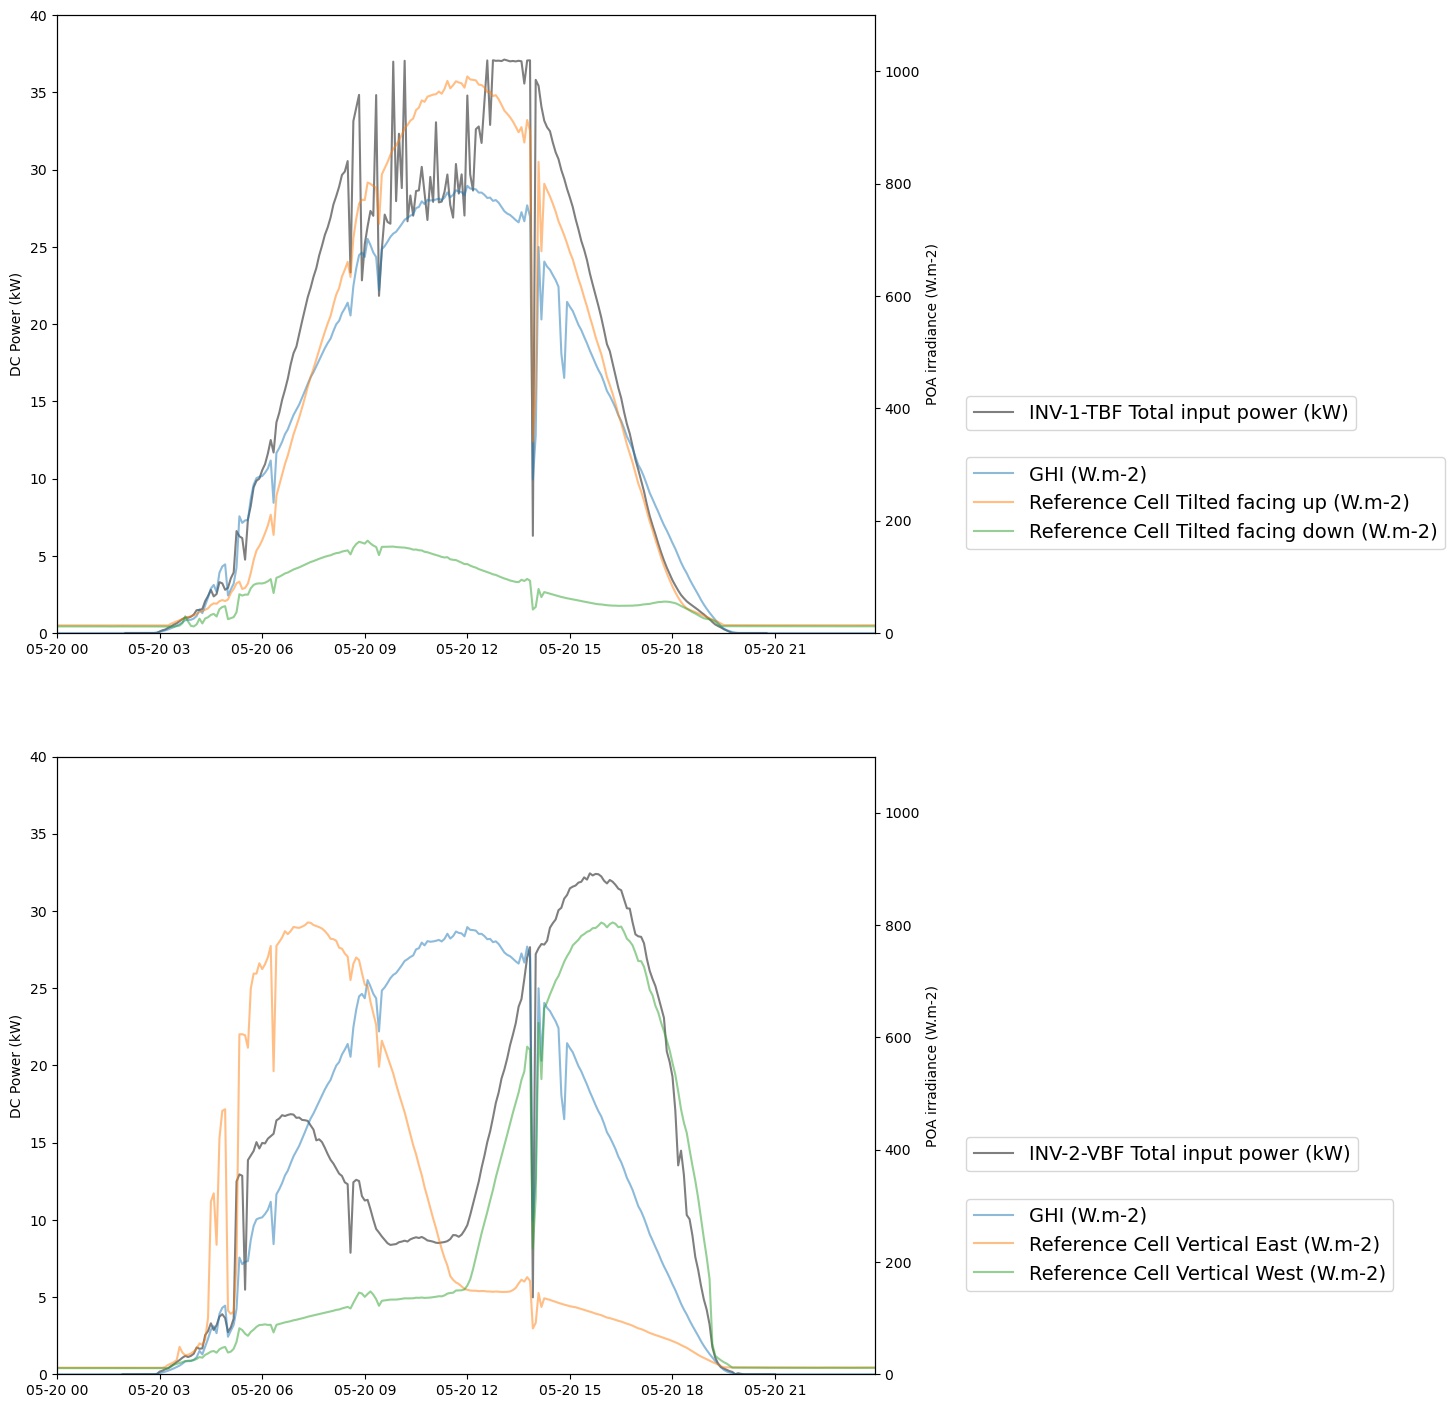 40
35
30
25
20
15
10
5
0
DC Power (kW)
1000
800
600
400
200
0
POA irradiance (W.m-2)
05-20 00 05-20 03 05-20 06 05-20 09 05-20 12 05-20 15 05-20 18 05-20 21
INV-1-TBF Total input power (kW)
GHI (W.m-2)
Reference Cell Tilted facing up (W.m-2)
Reference Cell Tilted facing down (W.m-2)
40
35
30
25
20
15
10
5
0
DC Power (kW)
1000
800
600
400
200
0
POA irradiance (W.m-2)
05-20 00 05-20 03 05-20 06 05-20 09 05-20 12 05-20 15 05-20 18 05-20 21
INV-2-VBF Total input power (kW)
GHI (W.m-2)
Reference Cell Vertical East (W.m-2)
Reference Cell Vertical West (W.m-2)